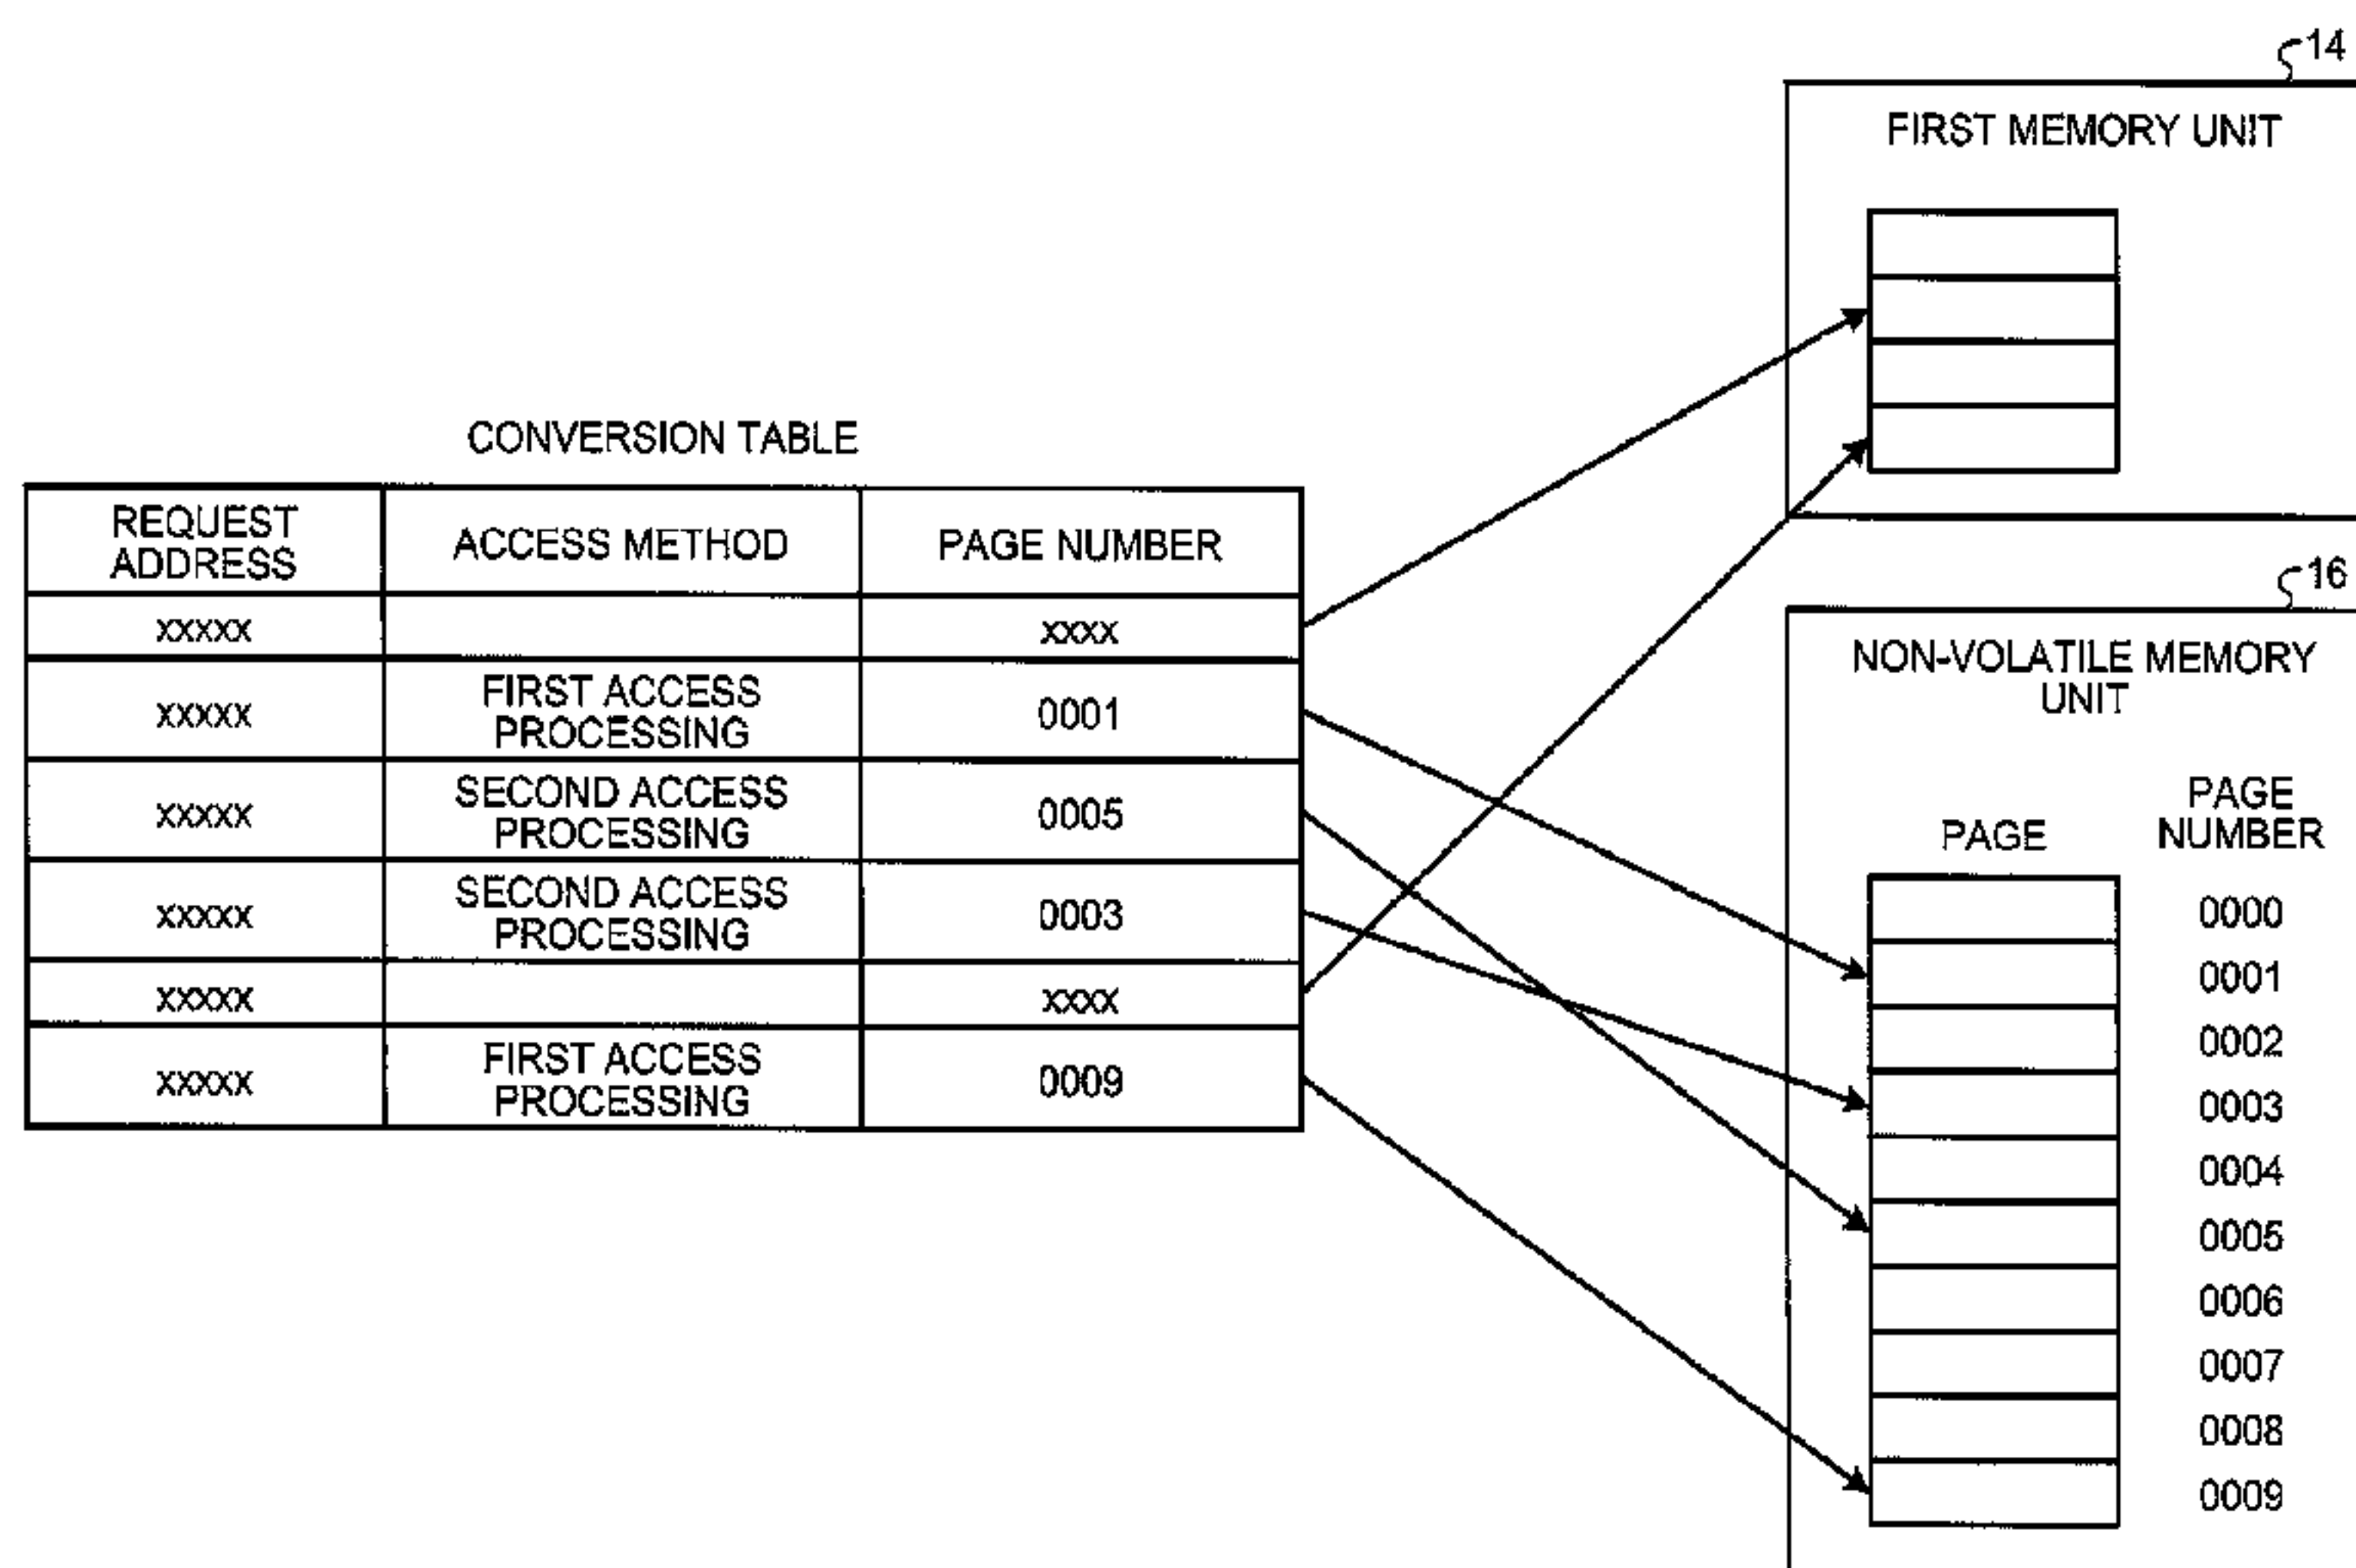 CONVERSION TABLE
REQUEST
ADDRESS
ACCESS METHOD
PAGE NUMBER
xxxxx
xxxx
xxxxx
FIRST ACCESS
PROCESSING
0001
xxxxx
SECOND ACCESS
PROCESSING
0005
xxxxx
SECOND ACCESS
PROCESSING
0003
xxxxx
xxxx
xxxxx
FIRST ACCESS
PROCESSING
0009
14
FIRST MEMORY UNIT
16
NON-VOLATILE MEMORY
UNIT
PAGE
PAGE
NUMBER
0000
0001
0002
0003
0004
0005
0006
0007
0008
0009